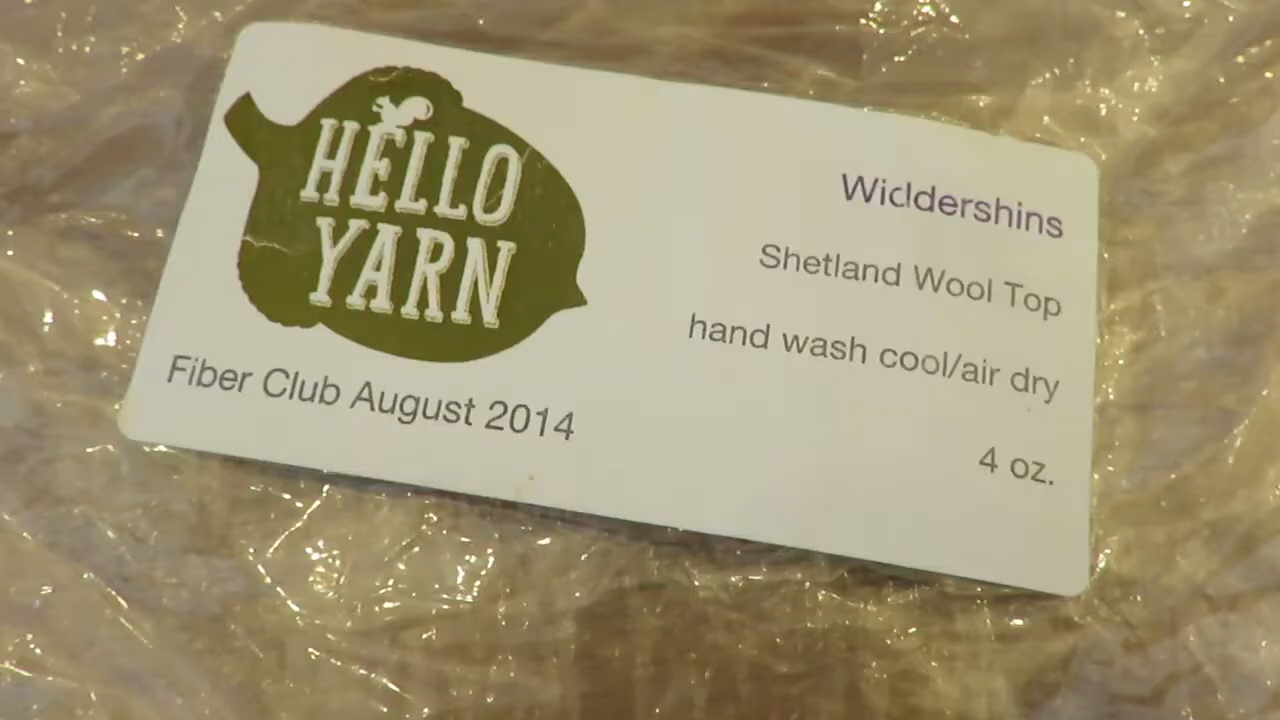 HELLO
YARN
Fiber Club August 2014
Widdershins
Shetland Wool Top
hand wash cool/air dry
4 oz.